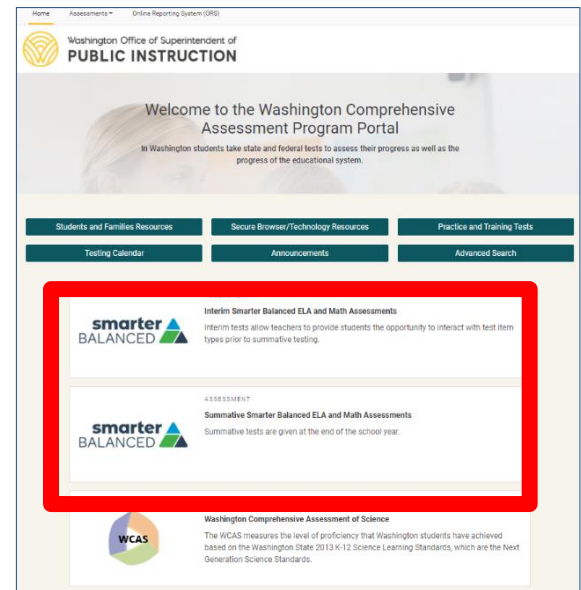 Home Assessments Online Reporting System (ORS)
Washington Office of Superintendent of
PUBLIC INSTRUCTION
Welcome to the Washington Comprehensive
Assessment Program Portal
In Washington students take state and federal tests to assess their progress as well as the
progress of the educational system.
Students and Families Resources Secure Browser/Technology Resources Practice and Training Tests
Testing Calendar Announcements Advanced Search
smarter
BALANCED
Interim Smarter Balanced ELA and Math Assessments
Interim tests allow teachers to provide students the opportunity to interact with test item
types prior to summative testing.
smarter
BALANCED
ASSESSMENT
Summative Smarter Balanced ELA and Math Assessments
Summative tests are given at the end of the school year.
WCAS
Washington Comprehensive Assessment of Science
The WCAS measures the level of proficiency that Washington students have achieved
based on the Washington State 2013 K-12 Science Learning Standards, which are the Next
Generation Science Standards.